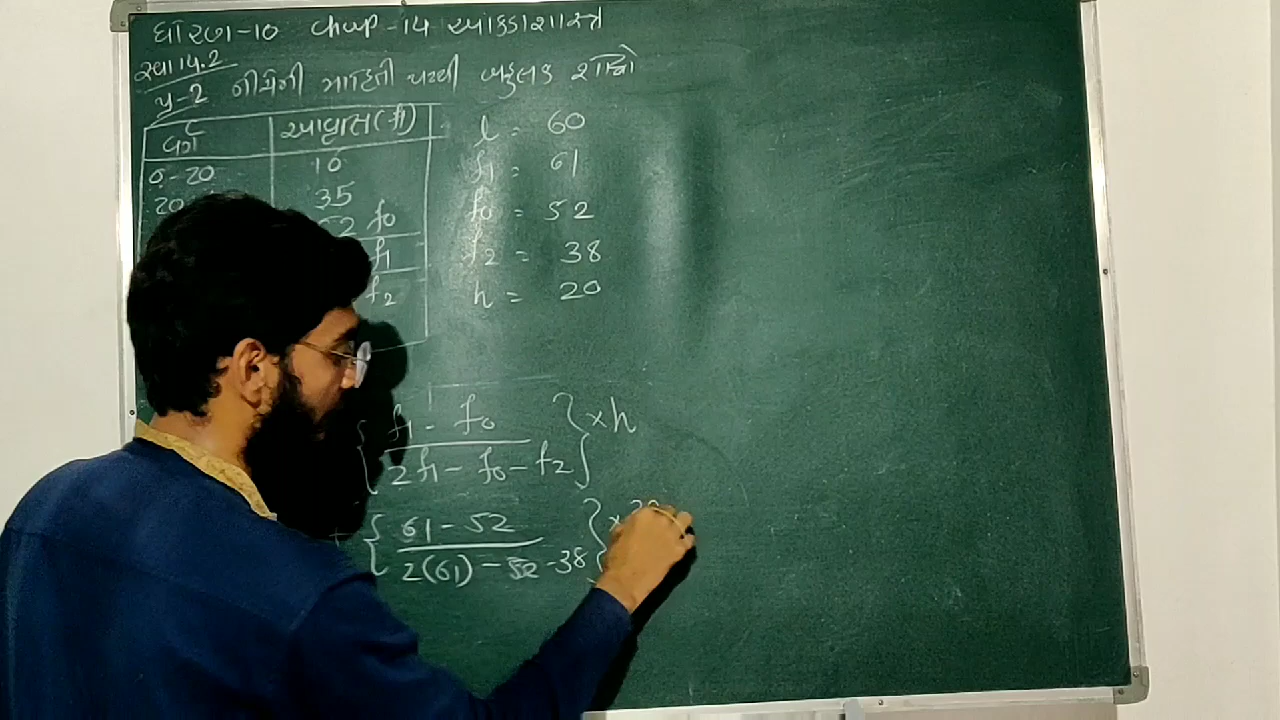 ધોરણ-10 chap-14 આંકડાશાસ્ત્ર
સ્વા 14.2
પ્ર-2 નીચેની માહિતી પરથી બહુલક શોધો
વર્ગ આવૃત્તિ(fi)
0-20 10
20 35
52 f0
f1
f2
l = 60
f1 = 61
f0 = 52
f2 = 38
h = 20
{ f1 - f0 / 2f1 - f0 - f2 } × h
+ { 61 - 52 / 2(61) - 52 - 38 } ×